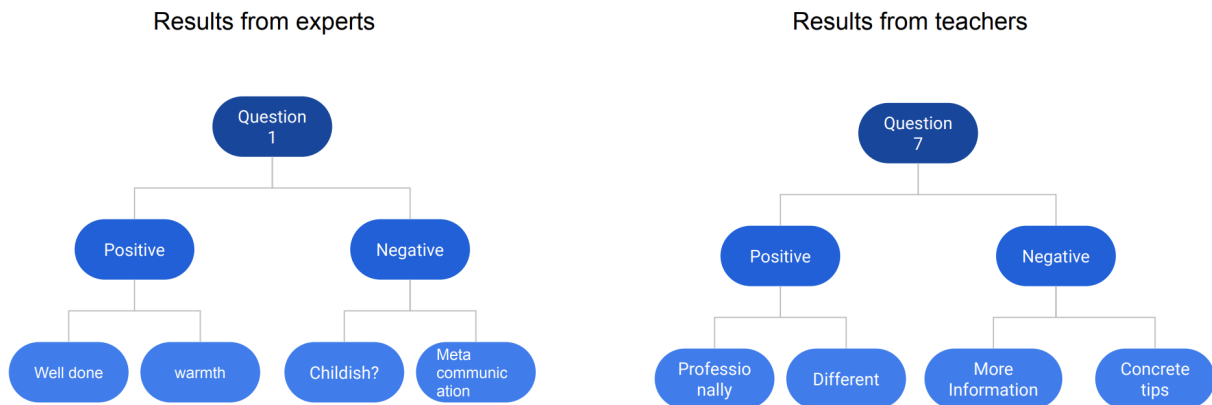 Results from experts
Question
1
Positive
Negative
Well done
warmth
Childish?
Meta
communic
ation
Results from teachers
Question
7
Positive
Negative
Professio
nally
Different
More
Information
Concrete
tips